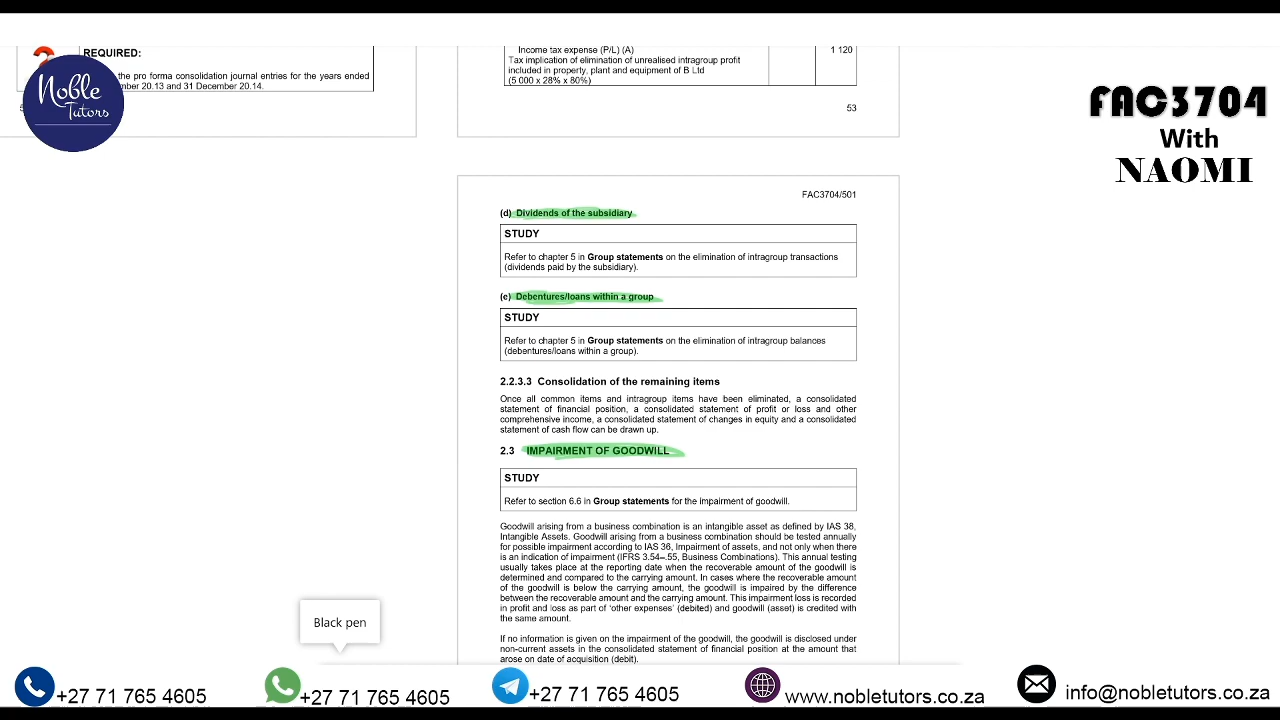 REQUIRED:
the pro forma consolidation journal entries for the years ended
nber 20.13 and 31 December 20.14.
Noble
Tutors
Income tax expense (P/L) (A) 1 120
Tax implication of elimination of unrealised intragroup profit
included in property, plant and equipment of B Ltd
(5 000 x 28% x 80%)
53
FAC3704
With
NAOMI
FAC3704/501
(d) Dividends of the subsidiary
STUDY
Refer to chapter 5 in Group statements on the elimination of intragroup transactions
(dividends paid by the subsidiary).
(e) Debentures/loans within a group
STUDY
Refer to chapter 5 in Group statements on the elimination of intragroup balances
(debentures/loans within a group).
2.2.3.3 Consolidation of the remaining items
Once all common items and intragroup items have been eliminated, a consolidated
statement of financial position, a consolidated statement of profit or loss and other
comprehensive income, a consolidated statement of changes in equity and a consolidated
statement of cash flow can be drawn up.
2.3 IMPAIRMENT OF GOODWILL
STUDY
Refer to section 6.6 in Group statements for the impairment of goodwill.
Goodwill arising from a business combination is an intangible asset as defined by IAS 38,
Intangible Assets. Goodwill arising from a business combination should be tested annually
for possible impairment according to IAS 36, Impairment of assets, and not only when there
is an indication of impairment (IFRS 3.54–.55, Business Combinations). This annual testing
usually takes place at the reporting date when the recoverable amount of the goodwill is
determined and compared to the carrying amount. In cases where the recoverable amount
of the goodwill is below the carrying amount, the goodwill is impaired by the difference
between the recoverable amount and the carrying amount. This impairment loss is recorded
in profit and loss as part of 'other expenses' (debited) and goodwill (asset) is credited with
the same amount.
If no information is given on the impairment of the goodwill, the goodwill is disclosed under
non-current assets in the consolidated statement of financial position at the amount that
arose on date of acquisition (debit).
Black pen
+27 71 765 4605
+27 71 765 4605
+27 71 765 4605
www.nobletutors.co.za
info@nobletutors.co.za